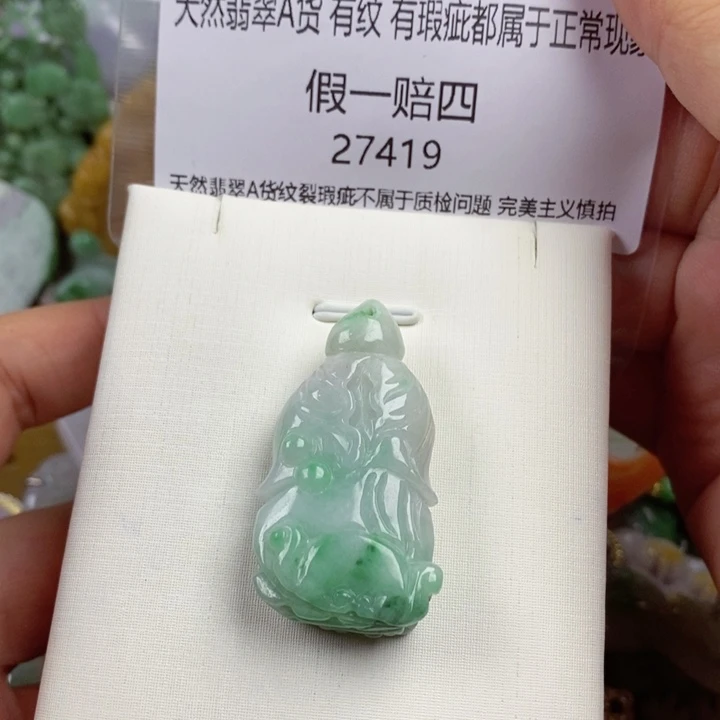 天然翡翠A货 有纹 有瑕疵都属于正常现象
假一赔四
27419
天然翡翠A货纹裂瑕疵不属于质检问题 完美主义慎拍